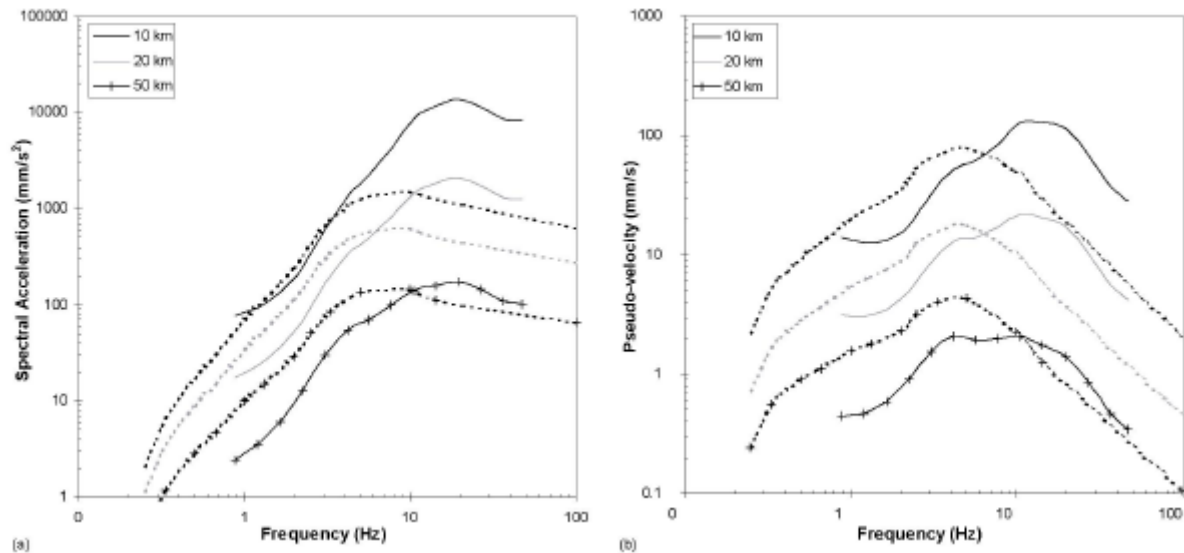 100000
10000
1000
100
10
1
0
1
10
100
10 km
20 km
50 km
Spectral Acceleration (mm/s²)
Frequency (Hz)
(a)
1000
100
10
1
0.1
0
1
10
100
10 km
20 km
50 km
Pseudo-velocity (mm/s)
Frequency (Hz)
(b)